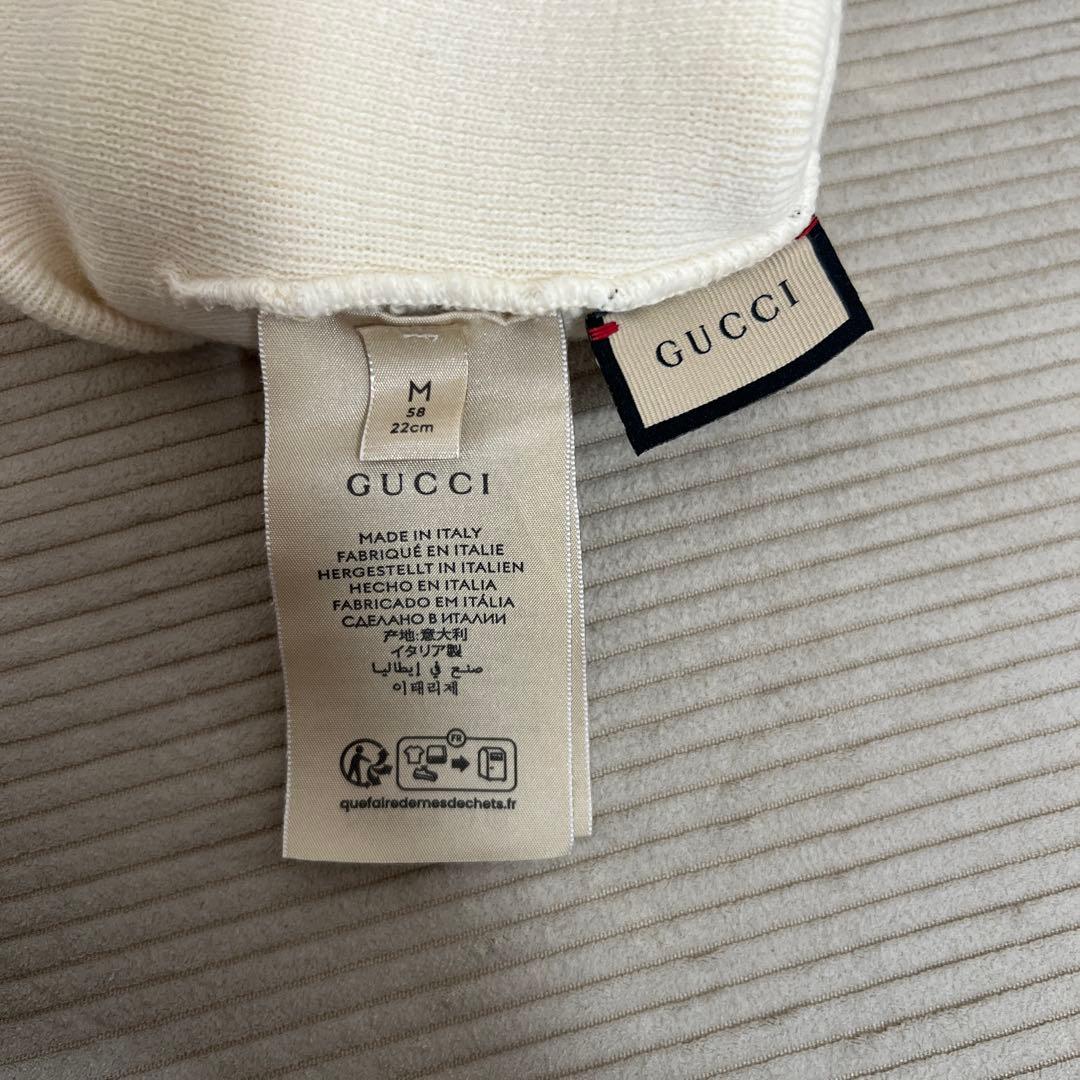 M
58
22cm
GUCCI
GUCCI
MADE IN ITALY
FABRIQUÉ EN ITALIE
HERGESTELLT IN ITALIEN
HECHO EN ITALIA
FABRICADO EM ITÁLIA
СДЕЛАНО В ИТАЛИИ
产地:意大利
イタリア製
صنع في إيطاليا
이태리제
FR
quefairedemesdechets.fr